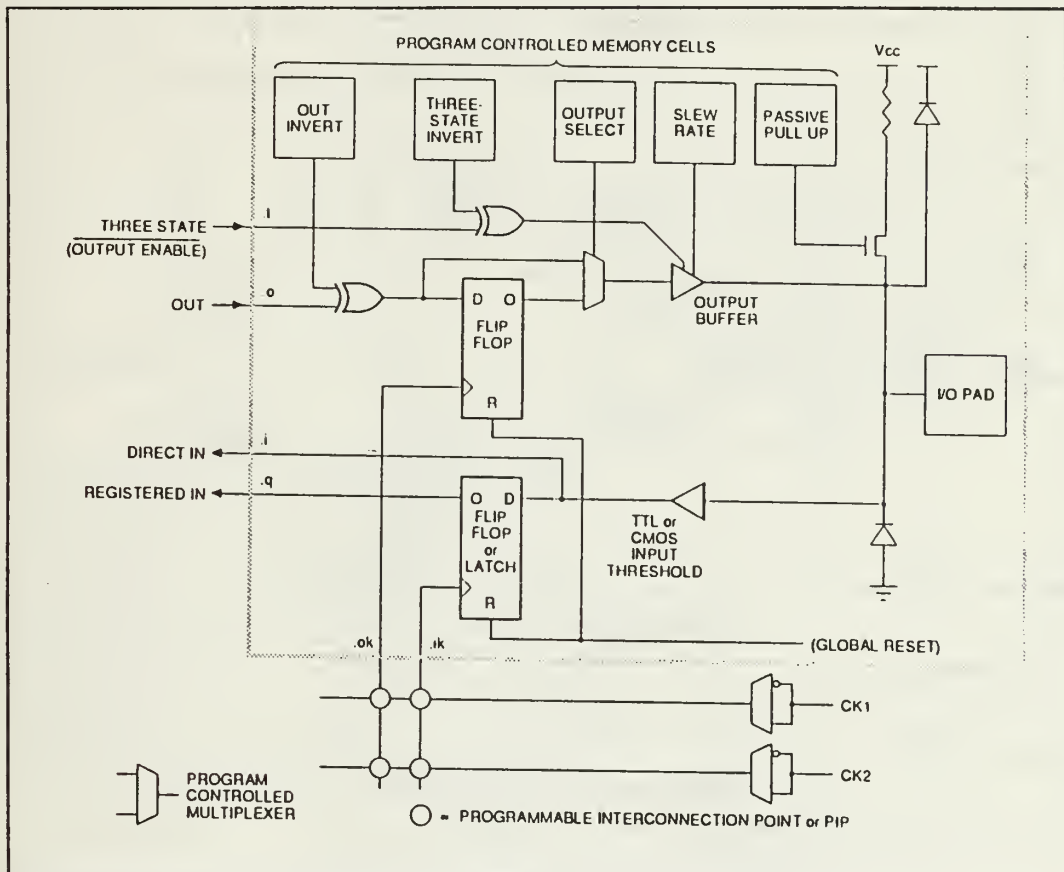 PROGRAM CONTROLLED MEMORY CELLS
Vcc
OUT
INVERT
THREE-
STATE
INVERT
OUTPUT
SELECT
SLEW
RATE
PASSIVE
PULL UP
THREE STATE
(OUTPUT ENABLE)
.t
OUT
.o
D O
FLIP
FLOP
R
OUTPUT
BUFFER
I/O PAD
DIRECT IN
.i
REGISTERED IN
.q
O D
FLIP
FLOP
or
LATCH
R
TTL or
CMOS
INPUT
THRESHOLD
.ok
.ik
(GLOBAL RESET)
CK1
CK2
PROGRAM
CONTROLLED
MULTIPLEXER
= PROGRAMMABLE INTERCONNECTION POINT or PIP